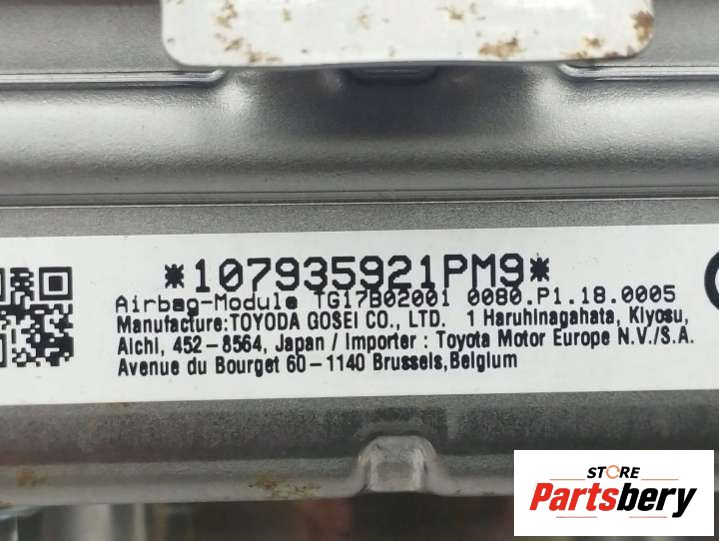 *107935921PM9*
Airbag-Module TG17B02001 0080.P1.18.0005
Manufacture:TOYODA GOSEI CO., LTD. 1 Haruhinagahata, Kiyosu,
Aichi, 452-8564, Japan / Importer : Toyota Motor Europe N.V./S.A.
Avenue du Bourget 60-1140 Brussels,Belgium
STORE
Partsbery